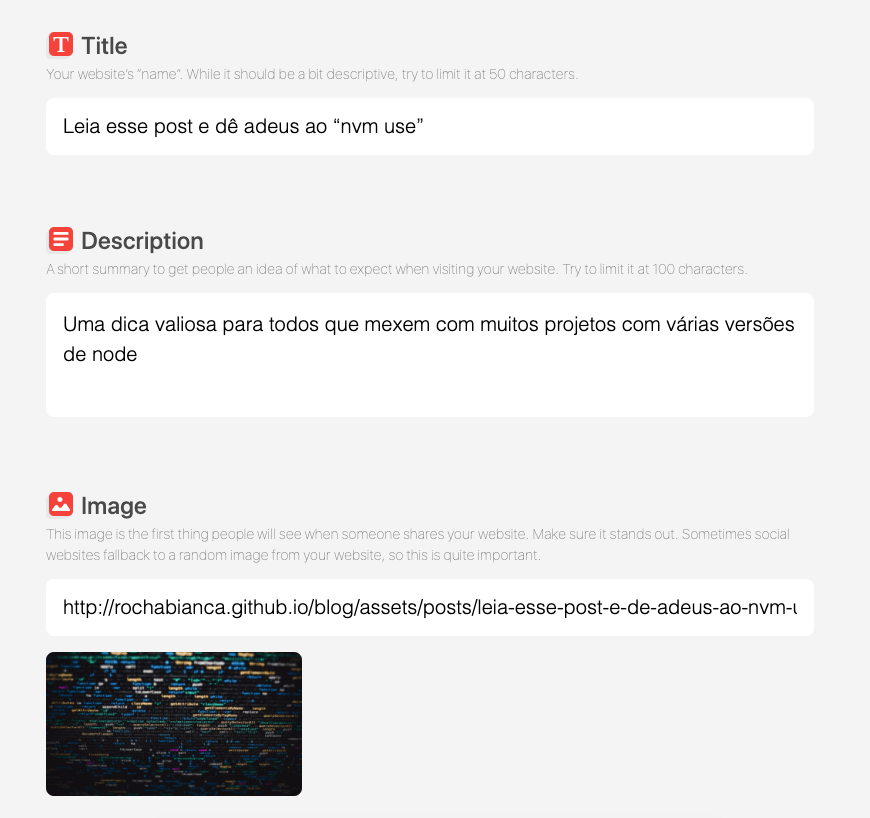 Title
Your website's “name”. While it should be a bit descriptive, try to limit it at 50 characters.
Leia esse post e dê adeus ao “nvm use”
Description
A short summary to get people an idea of what to expect when visiting your website. Try to limit it at 100 characters.
Uma dica valiosa para todos que mexem com muitos projetos com várias versões
de node
Image
This image is the first thing people will see when someone shares your website. Make sure it stands out. Sometimes social
websites fallback to a random image from your website, so this is quite important.
http://rochabianca.github.io/blog/assets/posts/leia-esse-post-e-de-adeus-ao-nvm-